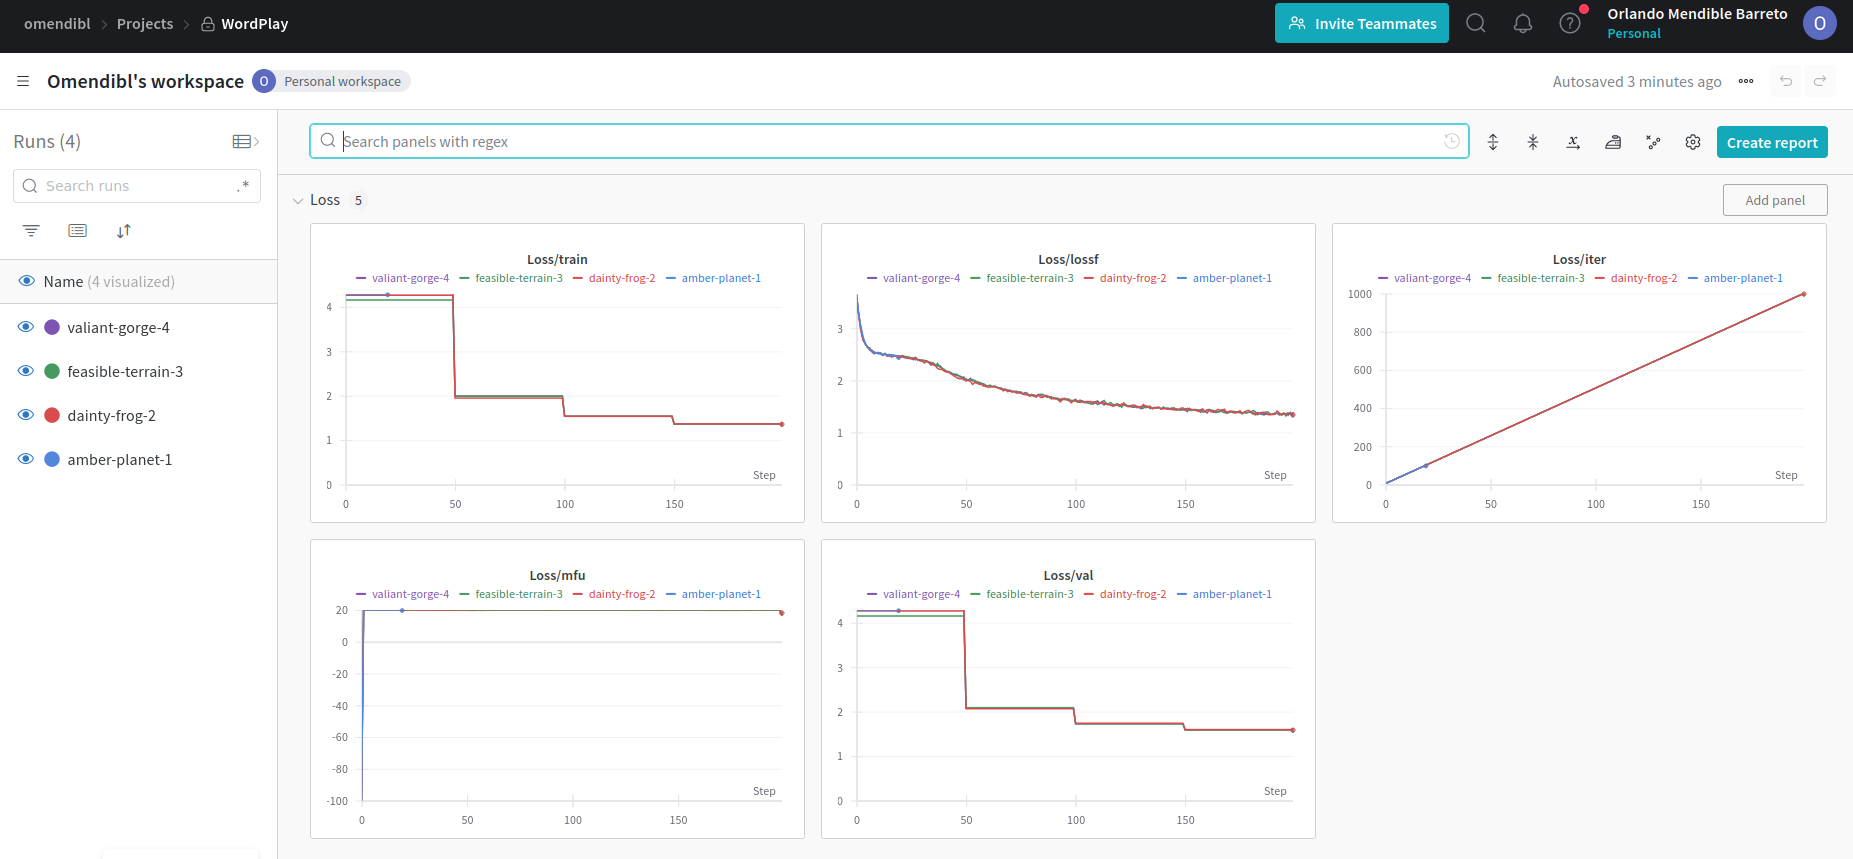 omendibl > Projects > WordPlay
Invite Teammates
Orlando Mendible Barreto
Personal
O
Omendibl's workspace
O
Personal workspace
Autosaved 3 minutes ago
Runs (4)
Search runs
.*
Name (4 visualized)
valiant-gorge-4
feasible-terrain-3
dainty-frog-2
amber-planet-1
Search panels with regex
Create report
Loss 5
Add panel
Loss/train
valiant-gorge-4 feasible-terrain-3 dainty-frog-2 amber-planet-1
4
3
2
1
0
Step
0 50 100 150
Loss/lossf
valiant-gorge-4 feasible-terrain-3 dainty-frog-2 amber-planet-1
3
2
1
0
Step
0 50 100 150
Loss/iter
valiant-gorge-4 feasible-terrain-3 dainty-frog-2 amber-planet-1
1000
800
600
400
200
0
Step
0 50 100 150
Loss/mfu
valiant-gorge-4 feasible-terrain-3 dainty-frog-2 amber-planet-1
20
0
-20
-40
-60
-80
-100
Step
0 50 100 150
Loss/val
valiant-gorge-4 feasible-terrain-3 dainty-frog-2 amber-planet-1
4
3
2
1
0
Step
0 50 100 150